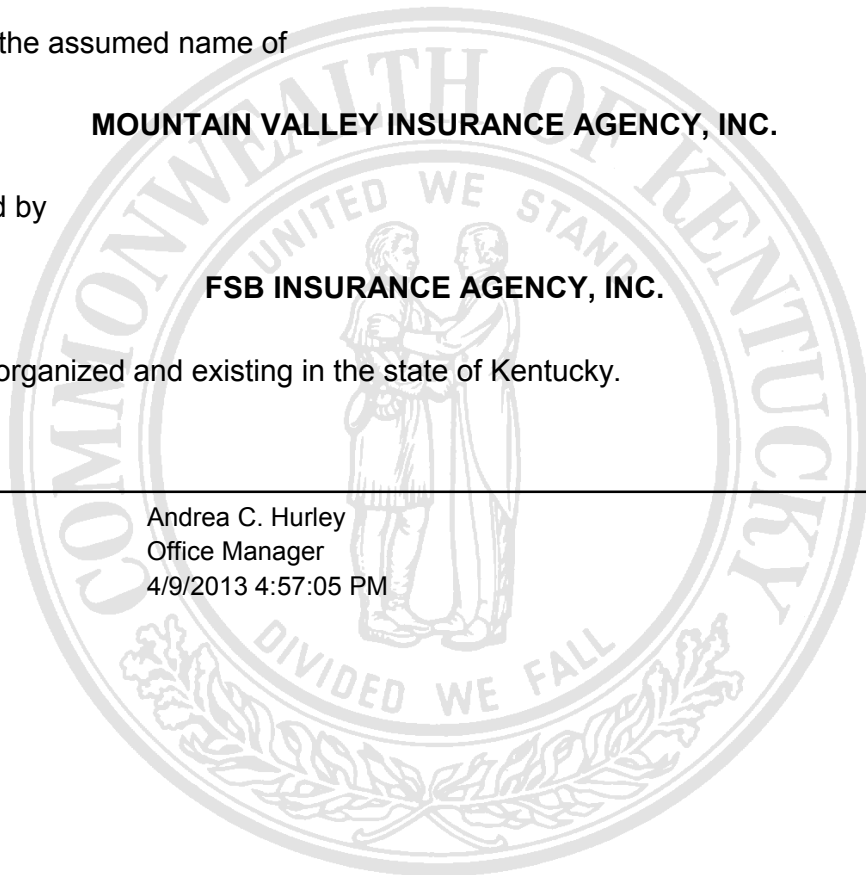 the assumed name of
MOUNTAIN VALLEY INSURANCE AGENCY, INC.
d by
FSB INSURANCE AGENCY, INC.
organized and existing in the state of Kentucky.
Andrea C. Hurley
Office Manager
4/9/2013 4:57:05 PM
COMMONWEALTH OF KENTUCKY
UNITED WE STAND
DIVIDED WE FALL